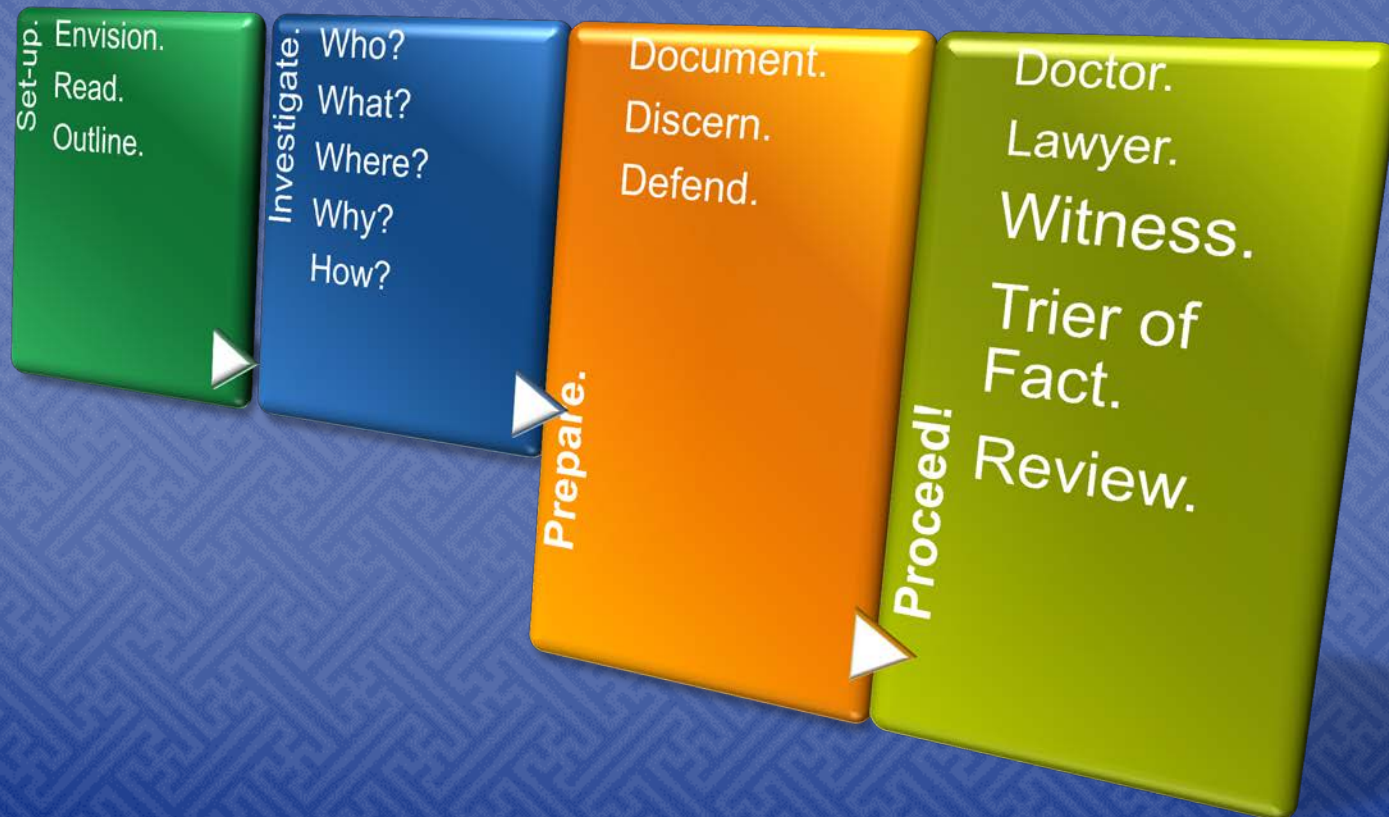 Set-up.
Envision.
Read.
Outline.
Investigate.
Who?
What?
Where?
Why?
How?
Prepare.
Document.
Discern.
Defend.
Proceed!
Doctor.
Lawyer.
Witness.
Trier of
Fact.
Review.